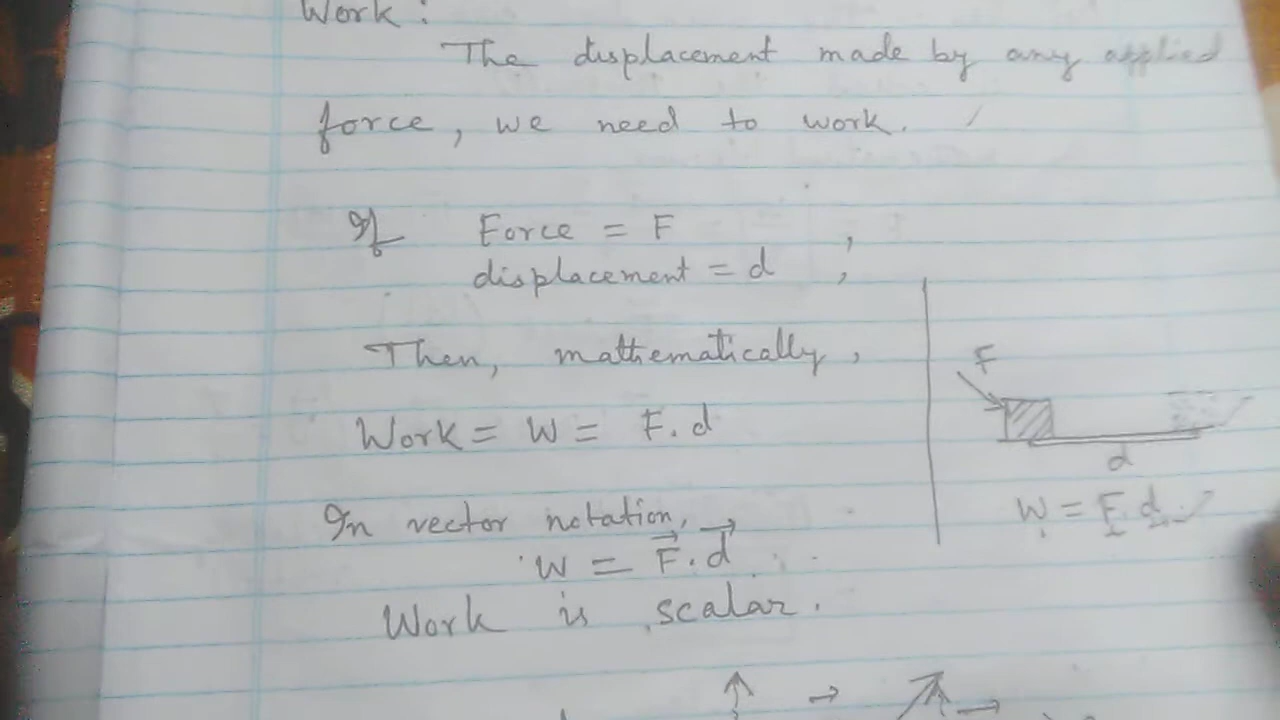 Work :
The displacement made by any applied
force, we need to work.
If Force = F ,
displacement = d ,
Then, mathematically,
Work = W = F. d
F
d
W = F. d
In vector notation,
W = F⃗. d⃗
Work is scalar.